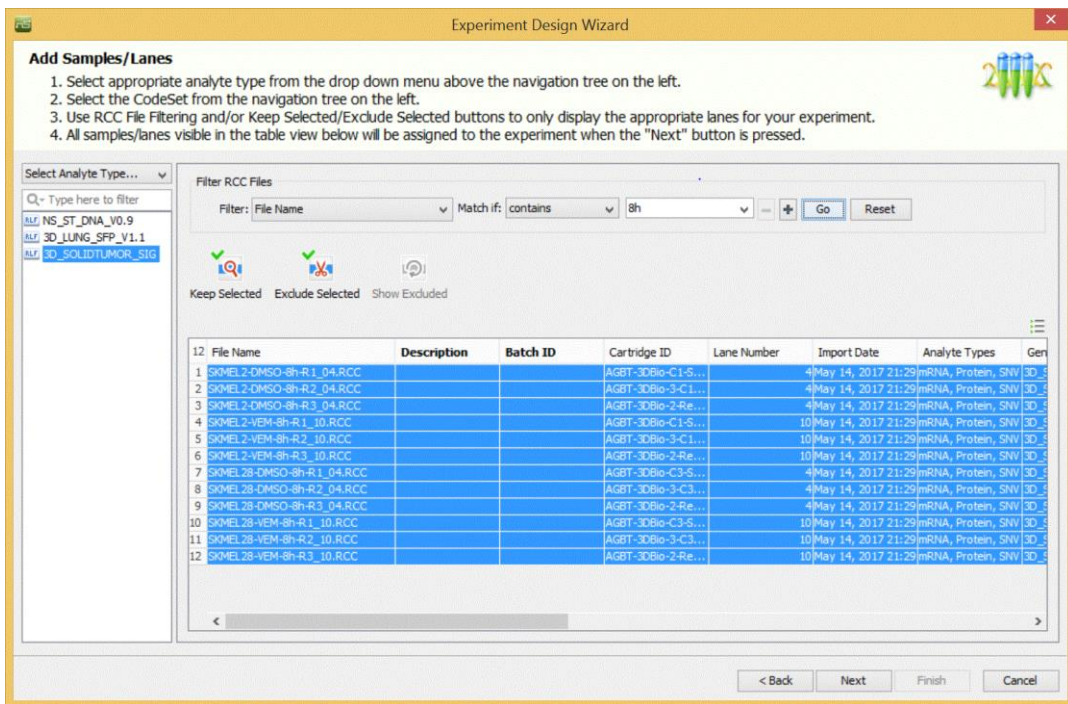 Experiment Design Wizard
Add Samples/Lanes
1. Select appropriate analyte type from the drop down menu above the navigation tree on the left.
2. Select the CodeSet from the navigation tree on the left.
3. Use RCC File Filtering and/or Keep Selected/Exclude Selected buttons to only display the appropriate lanes for your experiment.
4. All samples/lanes visible in the table view below will be assigned to the experiment when the "Next" button is pressed.
Select Analyte Type...
Type here to filter
RLF NS_ST_DNA_V0.9
RLF 3D_LUNG_SFP_V1.1
RLF 3D_SOLIDTUMOR_SIG
Filter RCC Files
Filter: File Name Match if: contains 8h Go Reset
Keep Selected Exclude Selected Show Excluded
12 File Name Description Batch ID Cartridge ID Lane Number Import Date Analyte Types Gen
1 SKMEL2-DMSO-8h-R1_04.RCC AGBT-3DBio-C1-S... 4 May 14, 2017 21:29 mRNA, Protein, SNV 3D_S
2 SKMEL2-DMSO-8h-R2_04.RCC AGBT-3DBio-3-C1... 4 May 14, 2017 21:29 mRNA, Protein, SNV 3D_S
3 SKMEL2-DMSO-8h-R3_04.RCC AGBT-3DBio-2-Re... 4 May 14, 2017 21:29 mRNA, Protein, SNV 3D_S
4 SKMEL2-VEM-8h-R1_10.RCC AGBT-3DBio-C1-S... 10 May 14, 2017 21:29 mRNA, Protein, SNV 3D_S
5 SKMEL2-VEM-8h-R2_10.RCC AGBT-3DBio-3-C1... 10 May 14, 2017 21:29 mRNA, Protein, SNV 3D_S
6 SKMEL2-VEM-8h-R3_10.RCC AGBT-3DBio-2-Re... 10 May 14, 2017 21:29 mRNA, Protein, SNV 3D_S
7 SKMEL28-DMSO-8h-R1_04.RCC AGBT-3DBio-C3-S... 4 May 14, 2017 21:29 mRNA, Protein, SNV 3D_S
8 SKMEL28-DMSO-8h-R2_04.RCC AGBT-3DBio-3-C3... 4 May 14, 2017 21:29 mRNA, Protein, SNV 3D_S
9 SKMEL28-DMSO-8h-R3_04.RCC AGBT-3DBio-2-Re... 4 May 14, 2017 21:29 mRNA, Protein, SNV 3D_S
10 SKMEL28-VEM-8h-R1_10.RCC AGBT-3DBio-C3-S... 10 May 14, 2017 21:29 mRNA, Protein, SNV 3D_S
11 SKMEL28-VEM-8h-R2_10.RCC AGBT-3DBio-3-C3... 10 May 14, 2017 21:29 mRNA, Protein, SNV 3D_S
12 SKMEL28-VEM-8h-R3_10.RCC AGBT-3DBio-2-Re... 10 May 14, 2017 21:29 mRNA, Protein, SNV 3D_S
< Back Next Finish Cancel